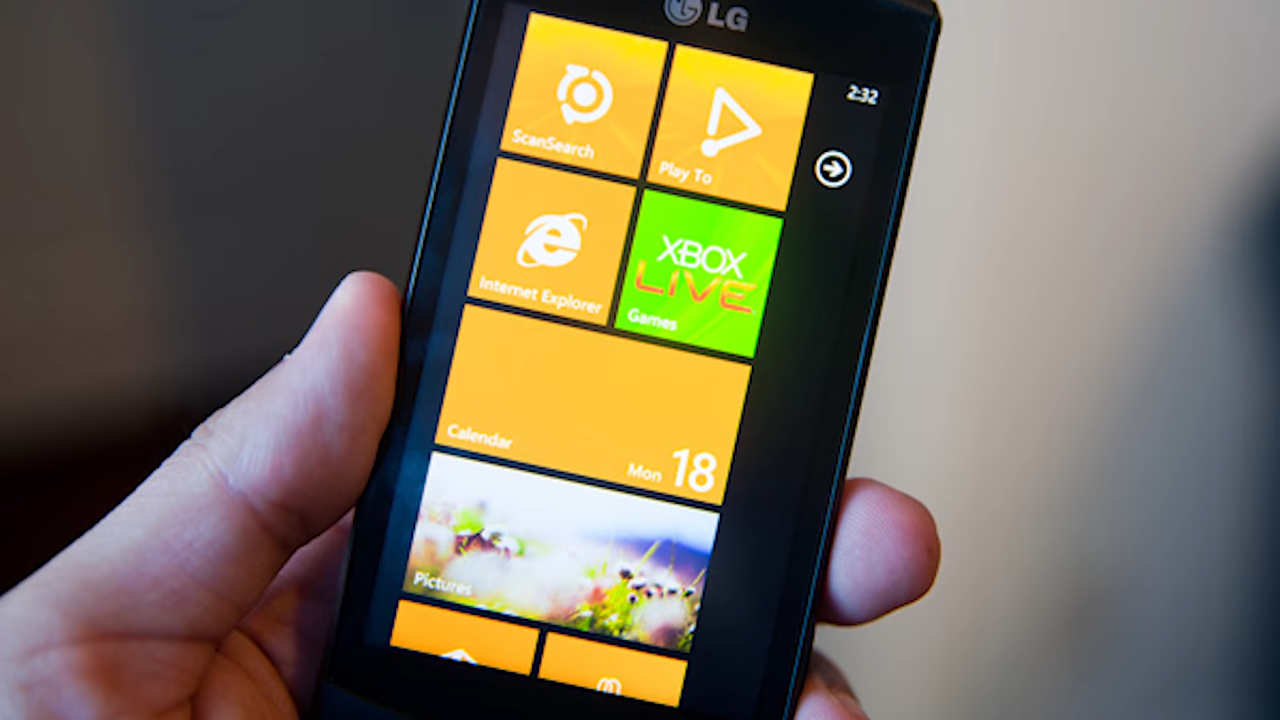 LG
2:32
ScanSearch
Play To
Internet Explorer
XBOX
LIVE
Games
Calendar
Mon 18
Pictures